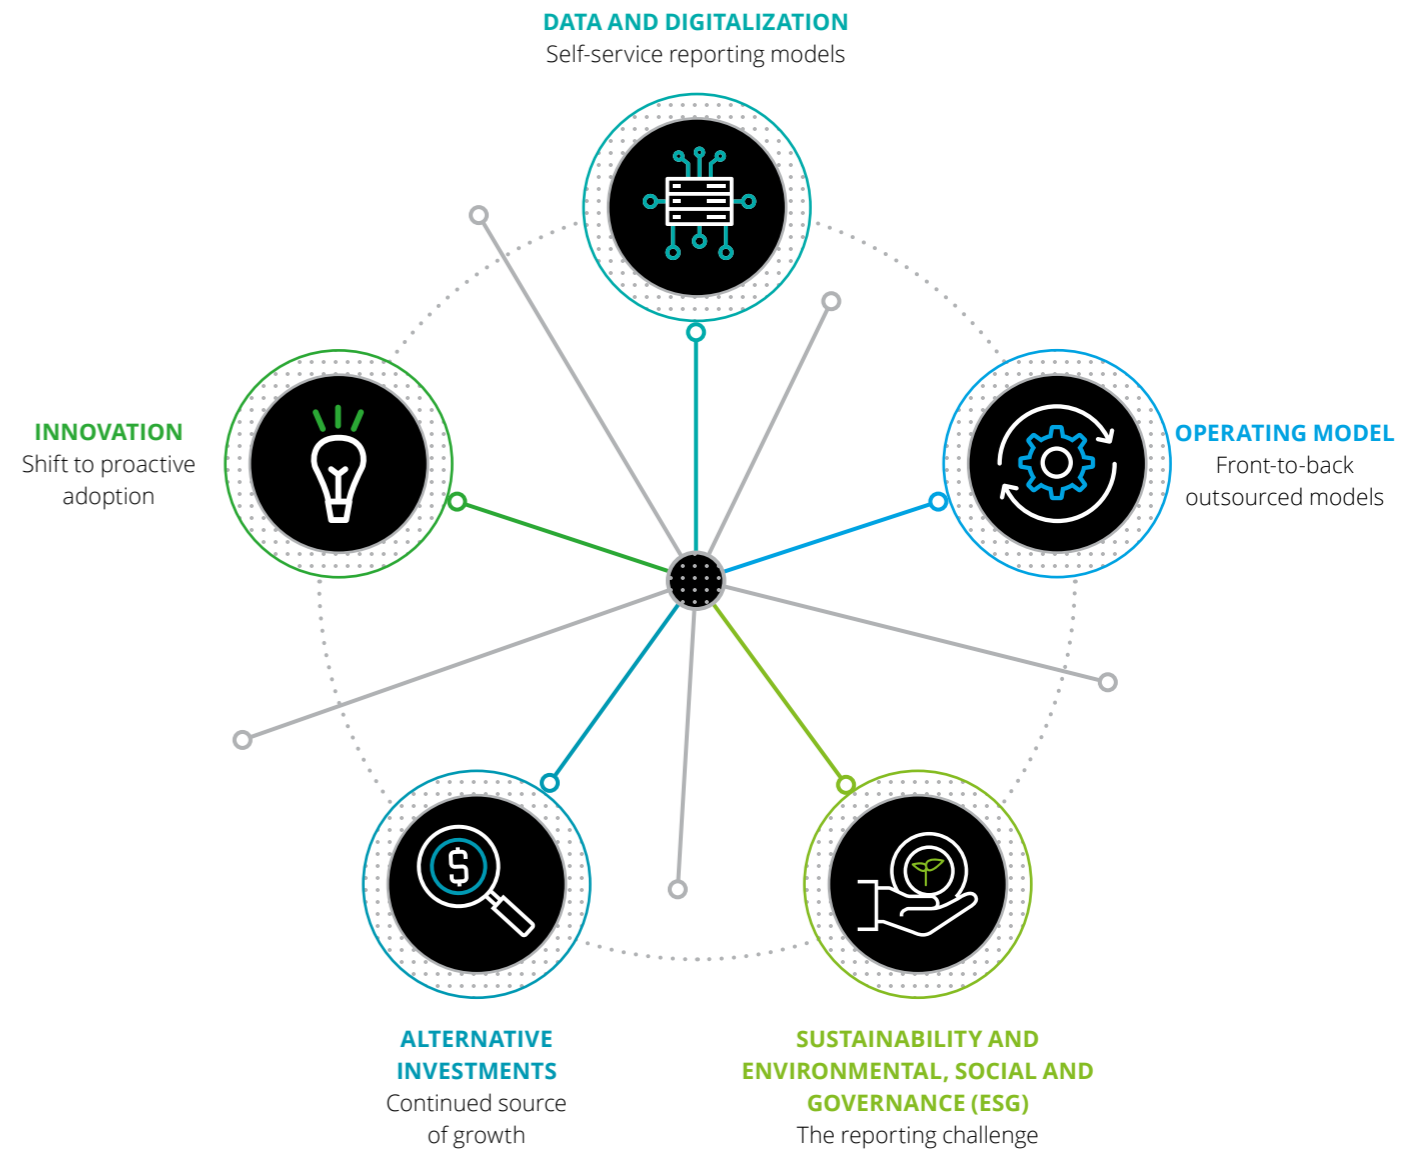 DATA AND DIGITALIZATION
Self-service reporting models
INNOVATION
Shift to proactive
adoption
OPERATING MODEL
Front-to-back
outsourced models
$
ALTERNATIVE
INVESTMENTS
Continued source
of growth
SUSTAINABILITY AND
ENVIRONMENTAL, SOCIAL AND
GOVERNANCE (ESG)
The reporting challenge